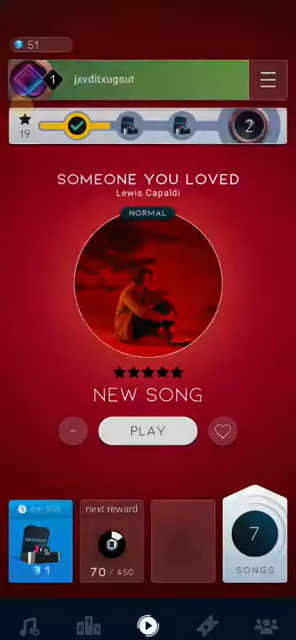 51
1
jxvditxugsut
19
2
SOMEONE YOU LOVED
Lewis Capaldi
NORMAL
NEW SONG
PLAY
4m 55s
next reward
1
70 / 450
7
SONGS